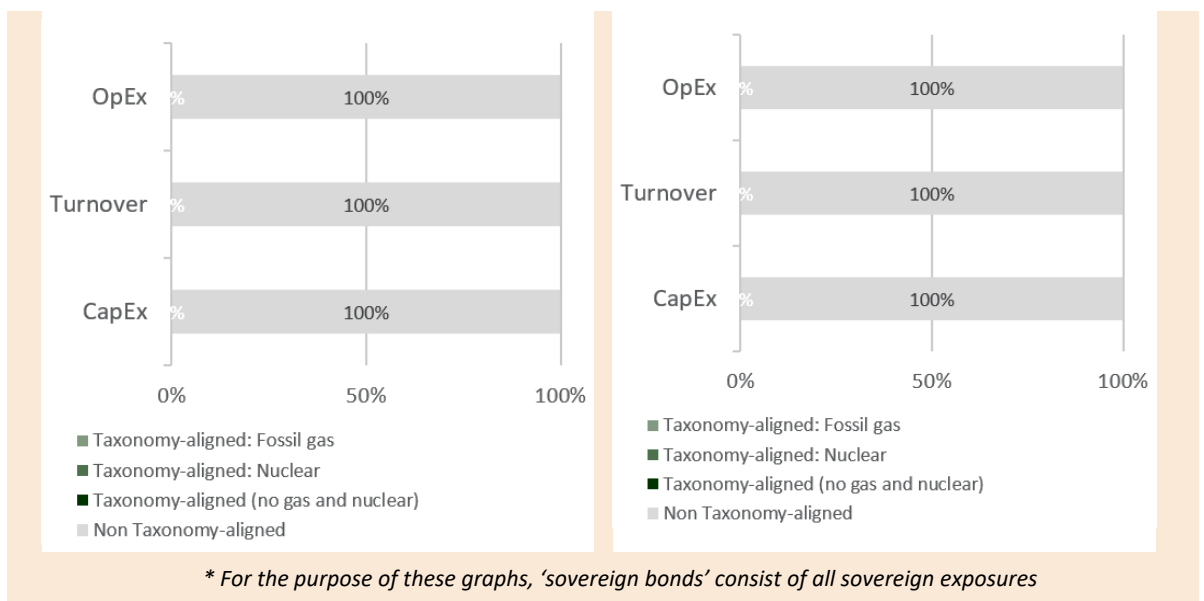 OpEx
%
100%
Turnover
%
100%
CapEx
%
100%
0%
50%
100%
Taxonomy-aligned: Fossil gas
Taxonomy-aligned: Nuclear
Taxonomy-aligned (no gas and nuclear)
Non Taxonomy-aligned
OpEx
%
100%
Turnover
%
100%
CapEx
%
100%
0%
50%
100%
Taxonomy-aligned: Fossil gas
Taxonomy-aligned: Nuclear
Taxonomy-aligned (no gas and nuclear)
Non Taxonomy-aligned
* For the purpose of these graphs, ‘sovereign bonds’ consist of all sovereign exposures